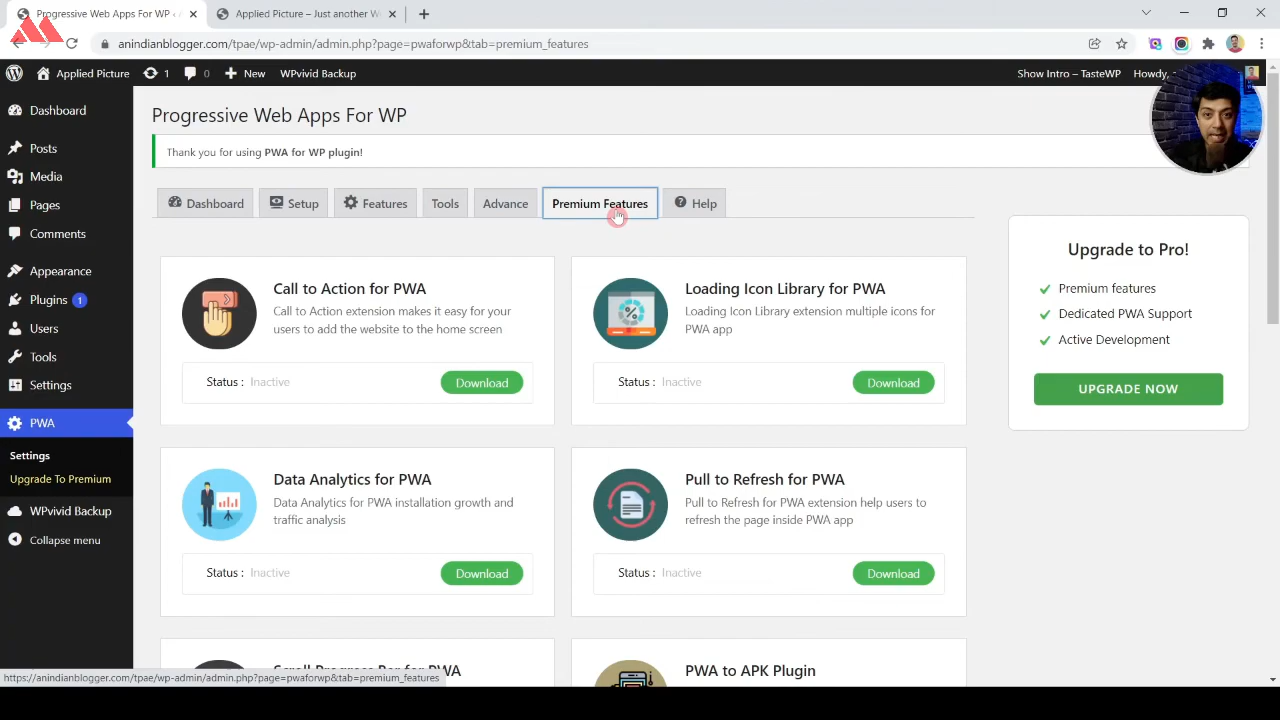 Progressive Web Apps For WP ‹
Applied Picture – Just another W
anindianblogger.com/tpae/wp-admin/admin.php?page=pwaforwp&tab=premium_features
Applied Picture
1
0
New
WPvivid Backup
Show Intro – TasteWP
Howdy,
Dashboard
Posts
Media
Pages
Comments
Appearance
Plugins 1
Users
Tools
Settings
PWA
Settings
Upgrade To Premium
WPvivid Backup
Collapse menu
Progressive Web Apps For WP
Thank you for using PWA for WP plugin!
Dashboard
Setup
Features
Tools
Advance
Premium Features
Help
Call to Action for PWA
Call to Action extension makes it easy for your
users to add the website to the home screen
Status : Inactive
Download
Loading Icon Library for PWA
Loading Icon Library extension multiple icons for
PWA app
Status : Inactive
Download
Data Analytics for PWA
Data Analytics for PWA installation growth and
traffic analysis
Status : Inactive
Download
Pull to Refresh for PWA
Pull to Refresh for PWA extension help users to
refresh the page inside PWA app
Status : Inactive
Download
Scroll Progress Bar for PWA
PWA to APK Plugin
Upgrade to Pro!
Premium features
Dedicated PWA Support
Active Development
UPGRADE NOW
https://anindianblogger.com/tpae/wp-admin/admin.php?page=pwaforwp&tab=premium_features